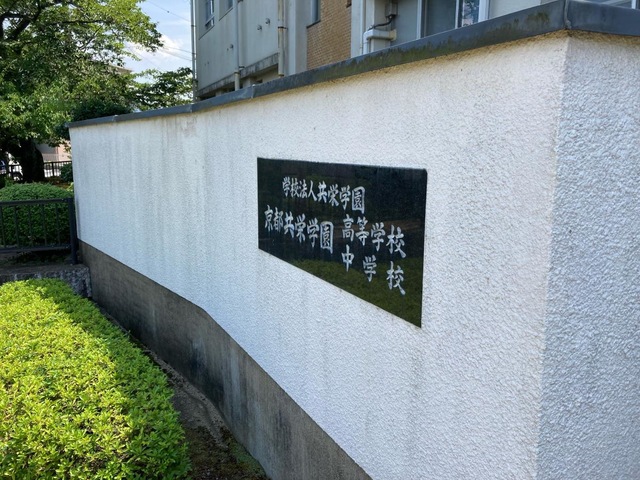 学校法人共栄学園
京都共栄学園 高等学校
中学校